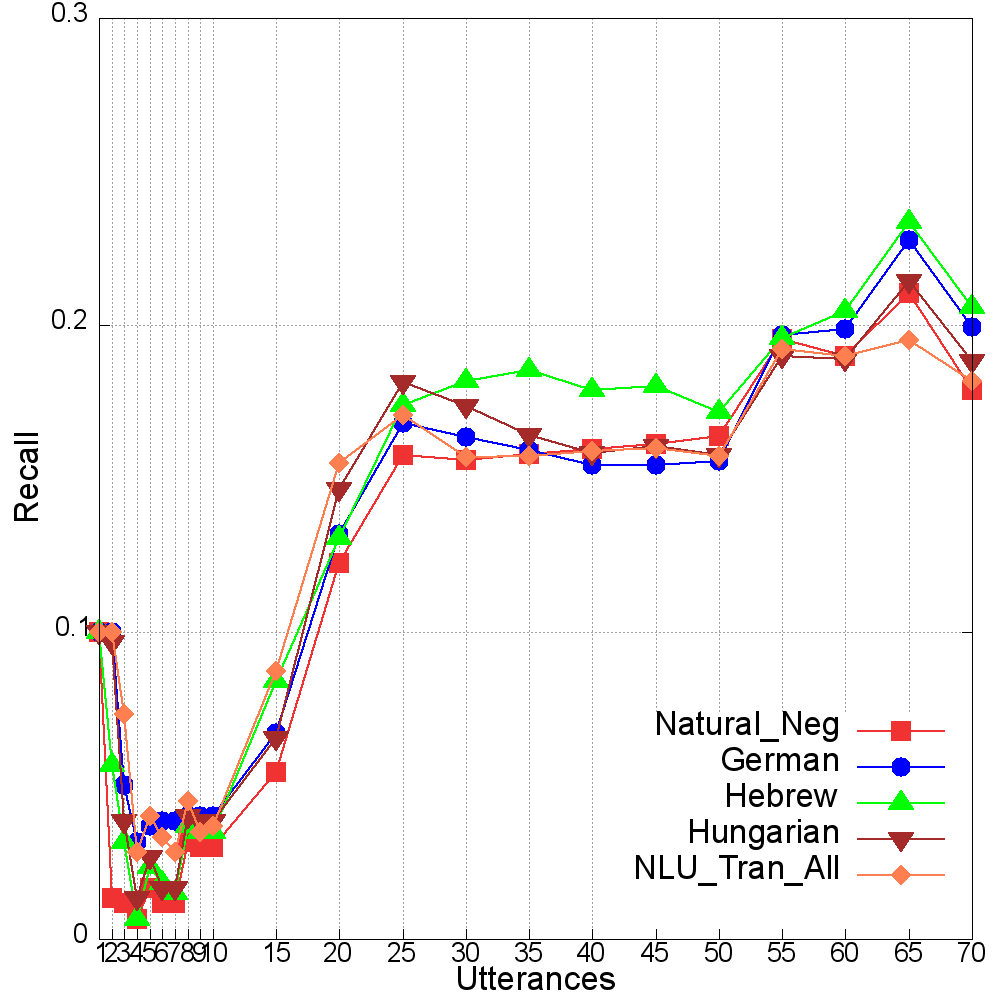 0.3
0.2
0.1
0
Recall
1 2 3 4 5 6 7 8 9 10 15 20 25 30 35 40 45 50 55 60 65 70
Utterances
Natural_Neg
German
Hebrew
Hungarian
NLU_Tran_All